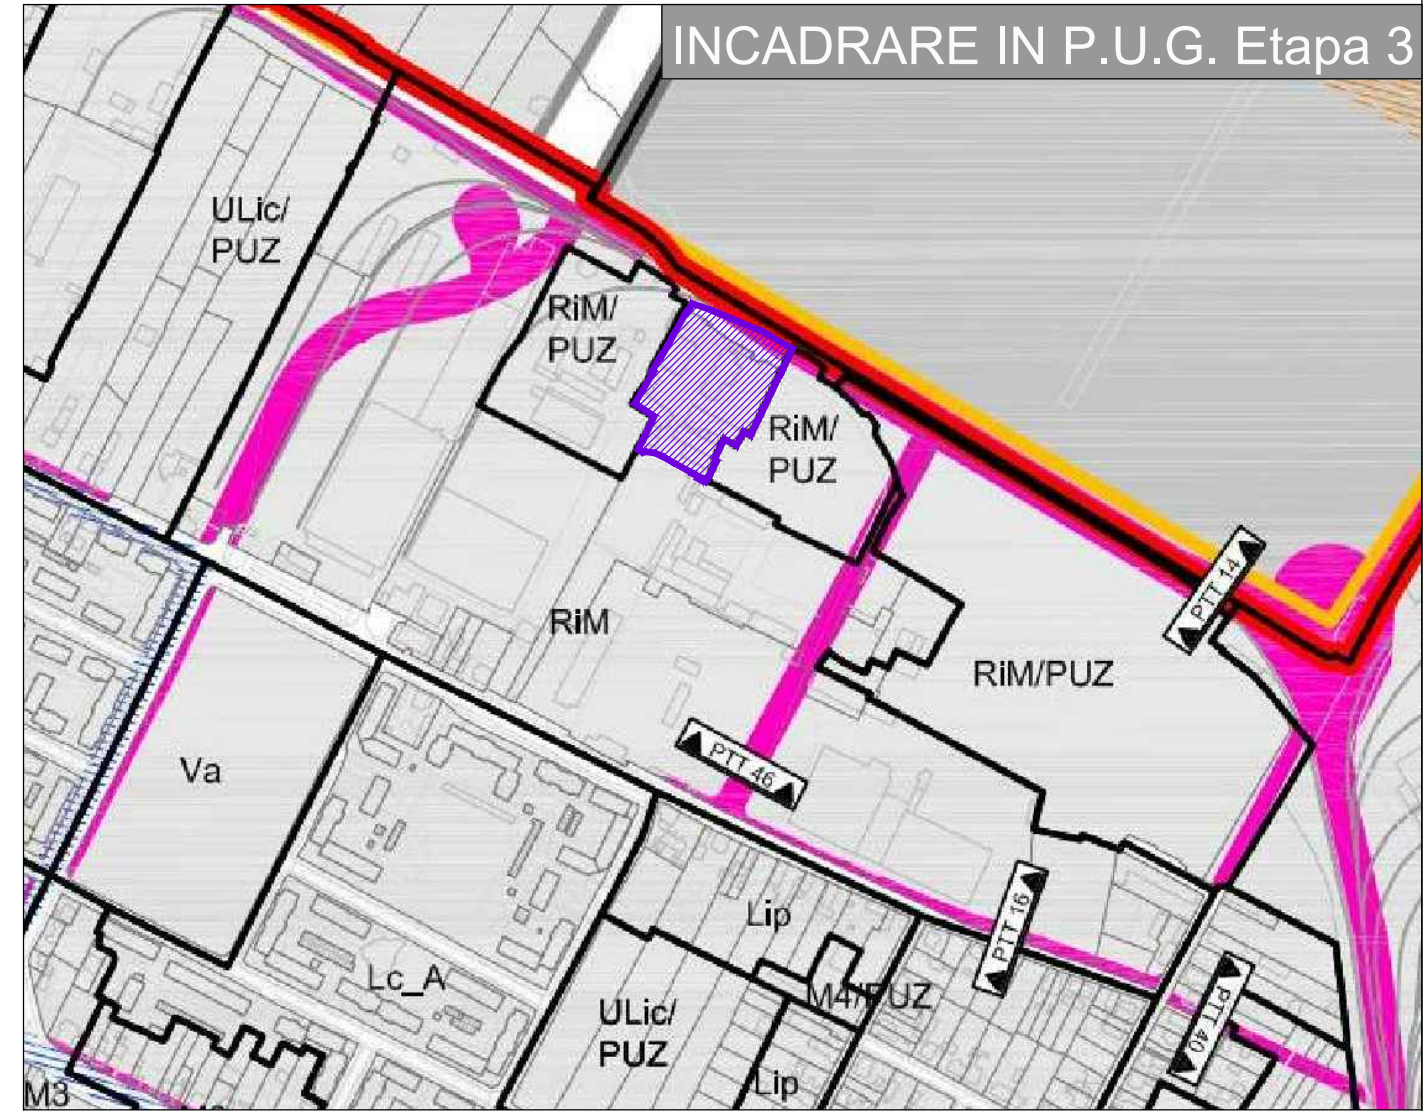 INCADRARE IN P.U.G. Etapa 3
ULic/
PUZ
RiM/
PUZ
RiM/
PUZ
PTT 14
RiM
RiM/PUZ
PTT 46
Va
PTT 16
Lip
Lc_A
M4/PUZ
ULic/
PUZ
PTT 40
Lip
M3